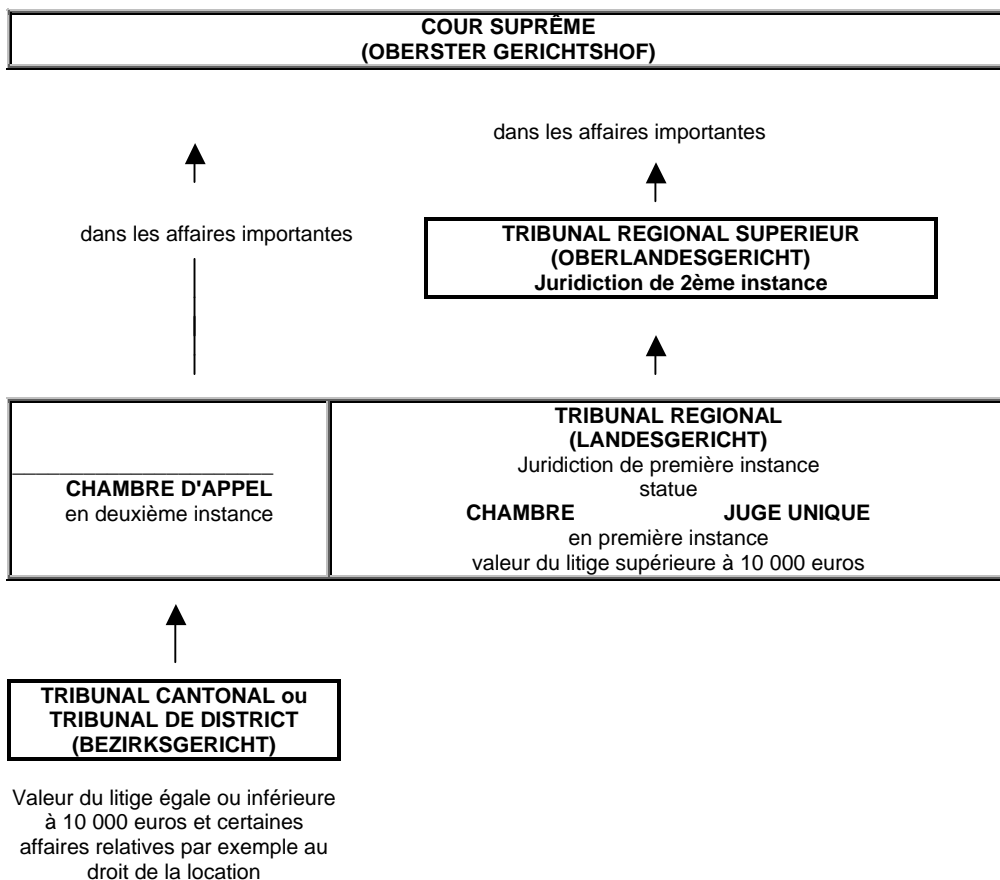 COUR SUPRÊME
(OBERSTER GERICHTSHOF)
dans les affaires importantes
dans les affaires importantes
TRIBUNAL REGIONAL SUPERIEUR
(OBERLANDESGERICHT)
Juridiction de 2ème instance
CHAMBRE D'APPEL
en deuxième instance
TRIBUNAL REGIONAL
(LANDESGERICHT)
Juridiction de première instance
statue
CHAMBRE JUGE UNIQUE
en première instance
valeur du litige supérieure à 10 000 euros
TRIBUNAL CANTONAL ou
TRIBUNAL DE DISTRICT
(BEZIRKSGERICHT)
Valeur du litige égale ou inférieure
à 10 000 euros et certaines
affaires relatives par exemple au
droit de la location